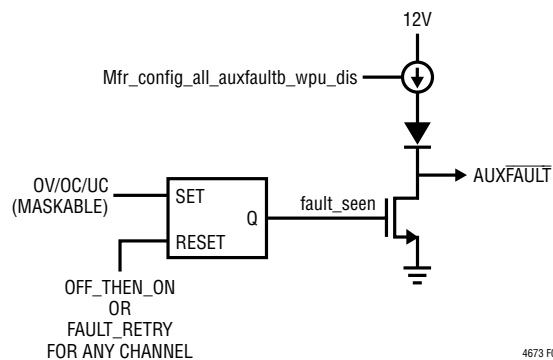 12V
Mfr_config_all_auxfaultb_wpu_dis
AUXFAULT
OV/OC/UC
(MASKABLE)
SET
fault_seen
Q
RESET
OFF_THEN_ON
OR
FAULT_RETRY
FOR ANY CHANNEL
4673 F